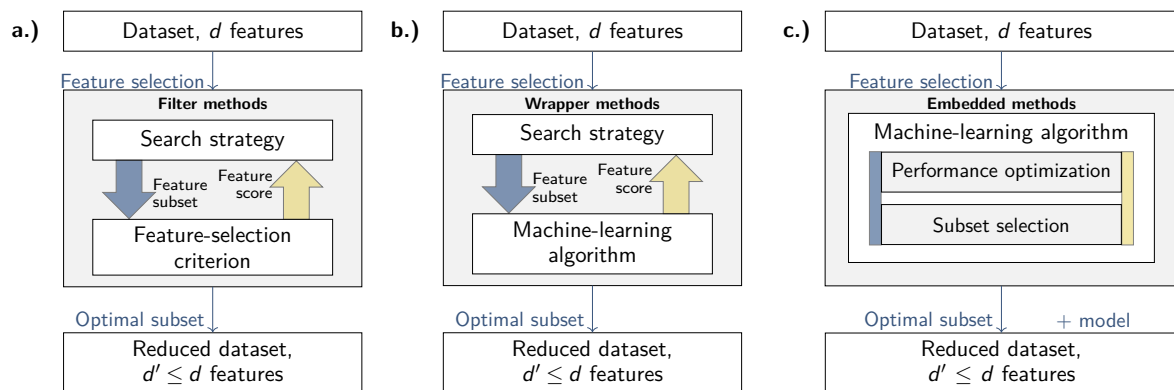 a.)
Dataset, d features
Feature selection
Filter methods
Search strategy
Feature
subset
Feature
score
Feature-selection
criterion
Optimal subset
Reduced dataset,
d′ ≤ d features
b.)
Dataset, d features
Feature selection
Wrapper methods
Search strategy
Feature
subset
Feature
score
Machine-learning
algorithm
Optimal subset
Reduced dataset,
d′ ≤ d features
c.)
Dataset, d features
Feature selection
Embedded methods
Machine-learning algorithm
Performance optimization
Subset selection
Optimal subset
+ model
Reduced dataset,
d′ ≤ d features